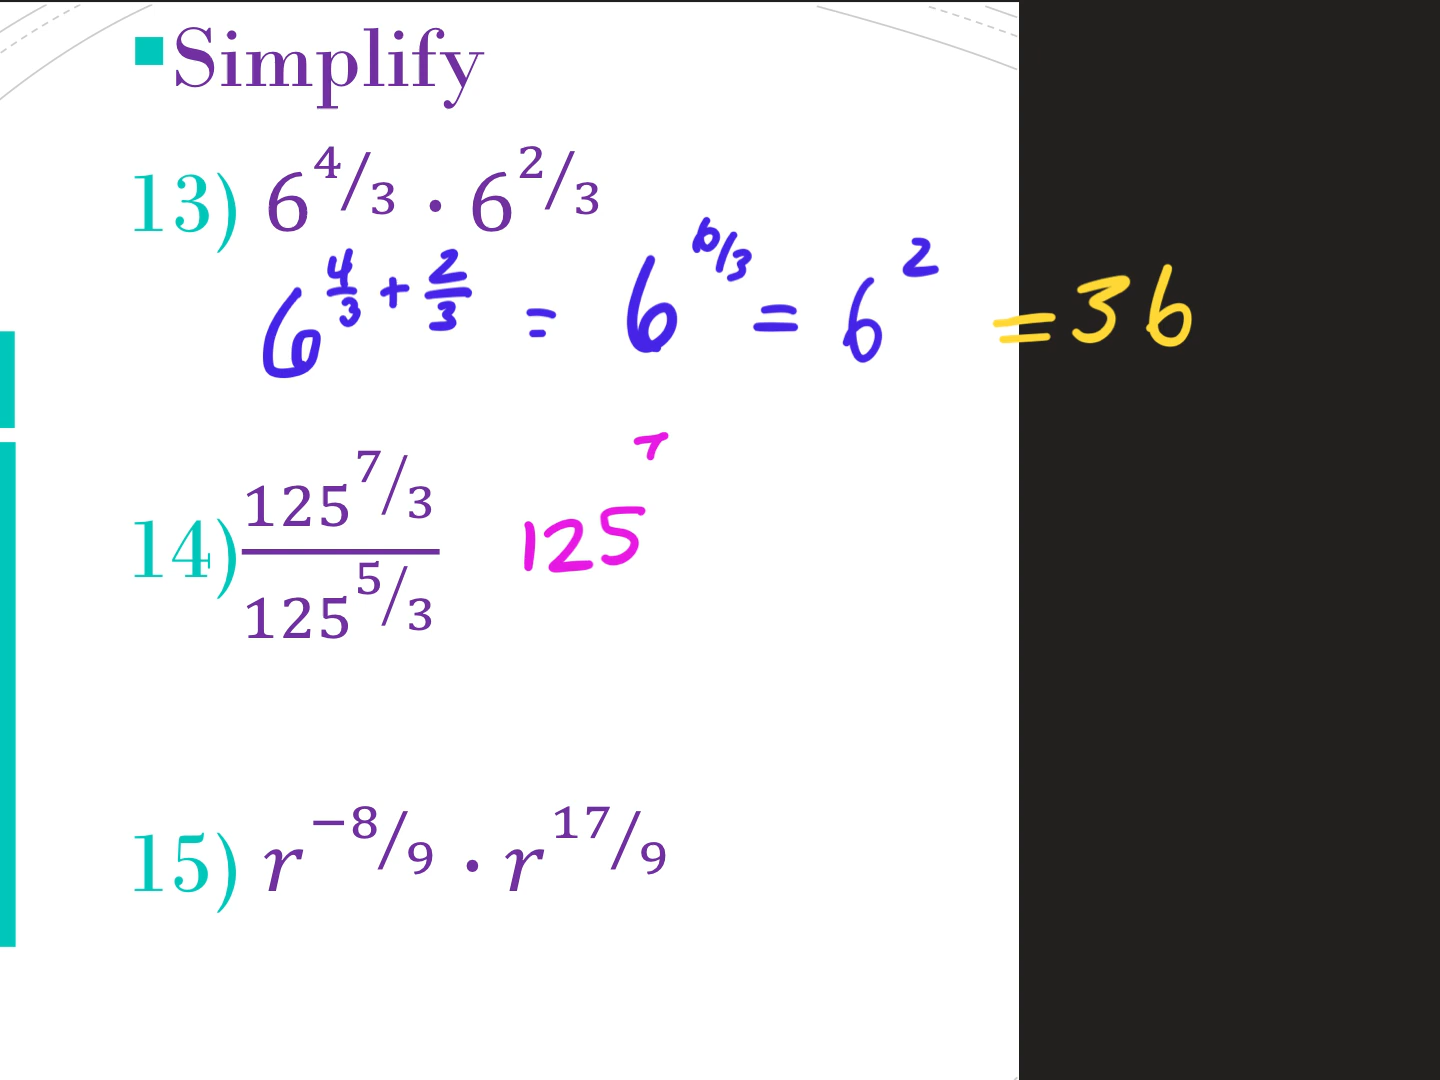 Simplify
13) 6^4/3 · 6^2/3
6^4/3 + 2/3 = 6^6/3 = 6^2 = 36
14) 125^7/3 / 125^5/3 125^7
15) r^−8/9 · r^17/9